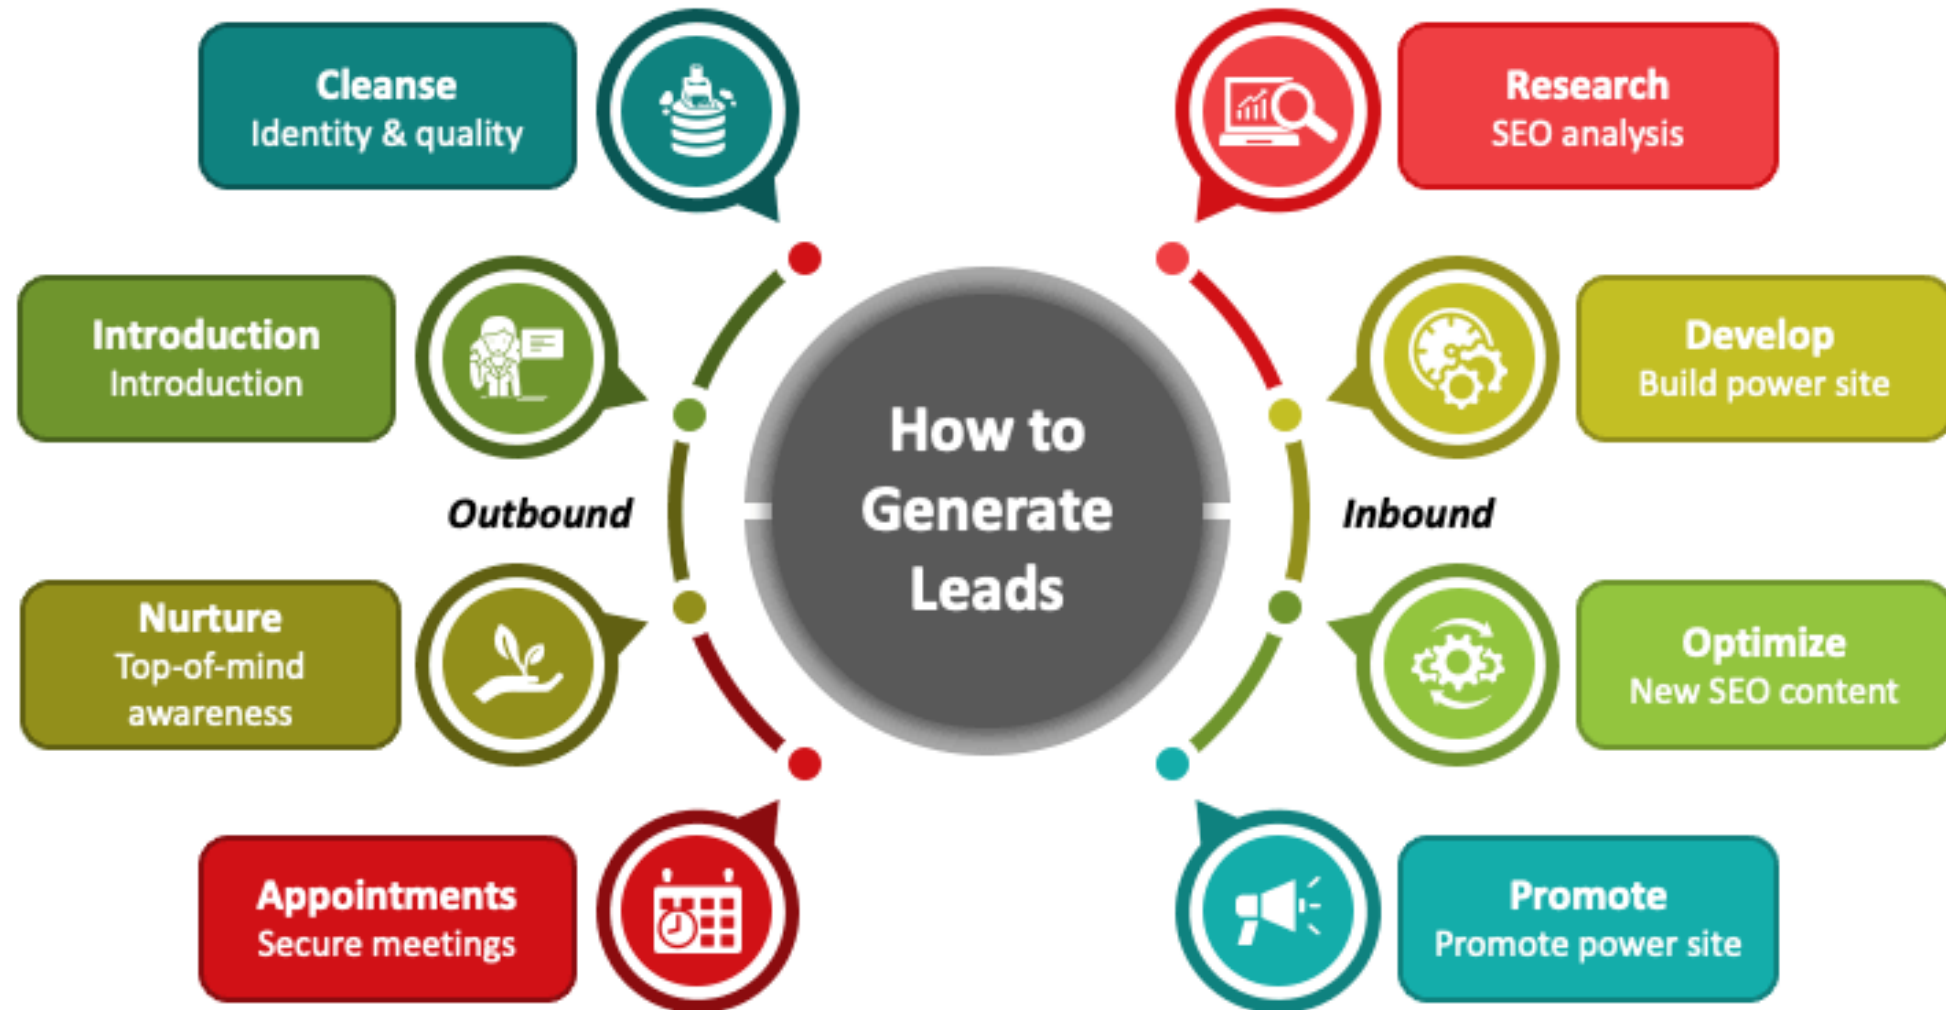 Cleanse
Identity & quality
Introduction
Introduction
Outbound
Nurture
Top-of-mind
awareness
Appointments
Secure meetings
How to
Generate
Leads
Research
SEO analysis
Develop
Build power site
Inbound
Optimize
New SEO content
Promote
Promote power site